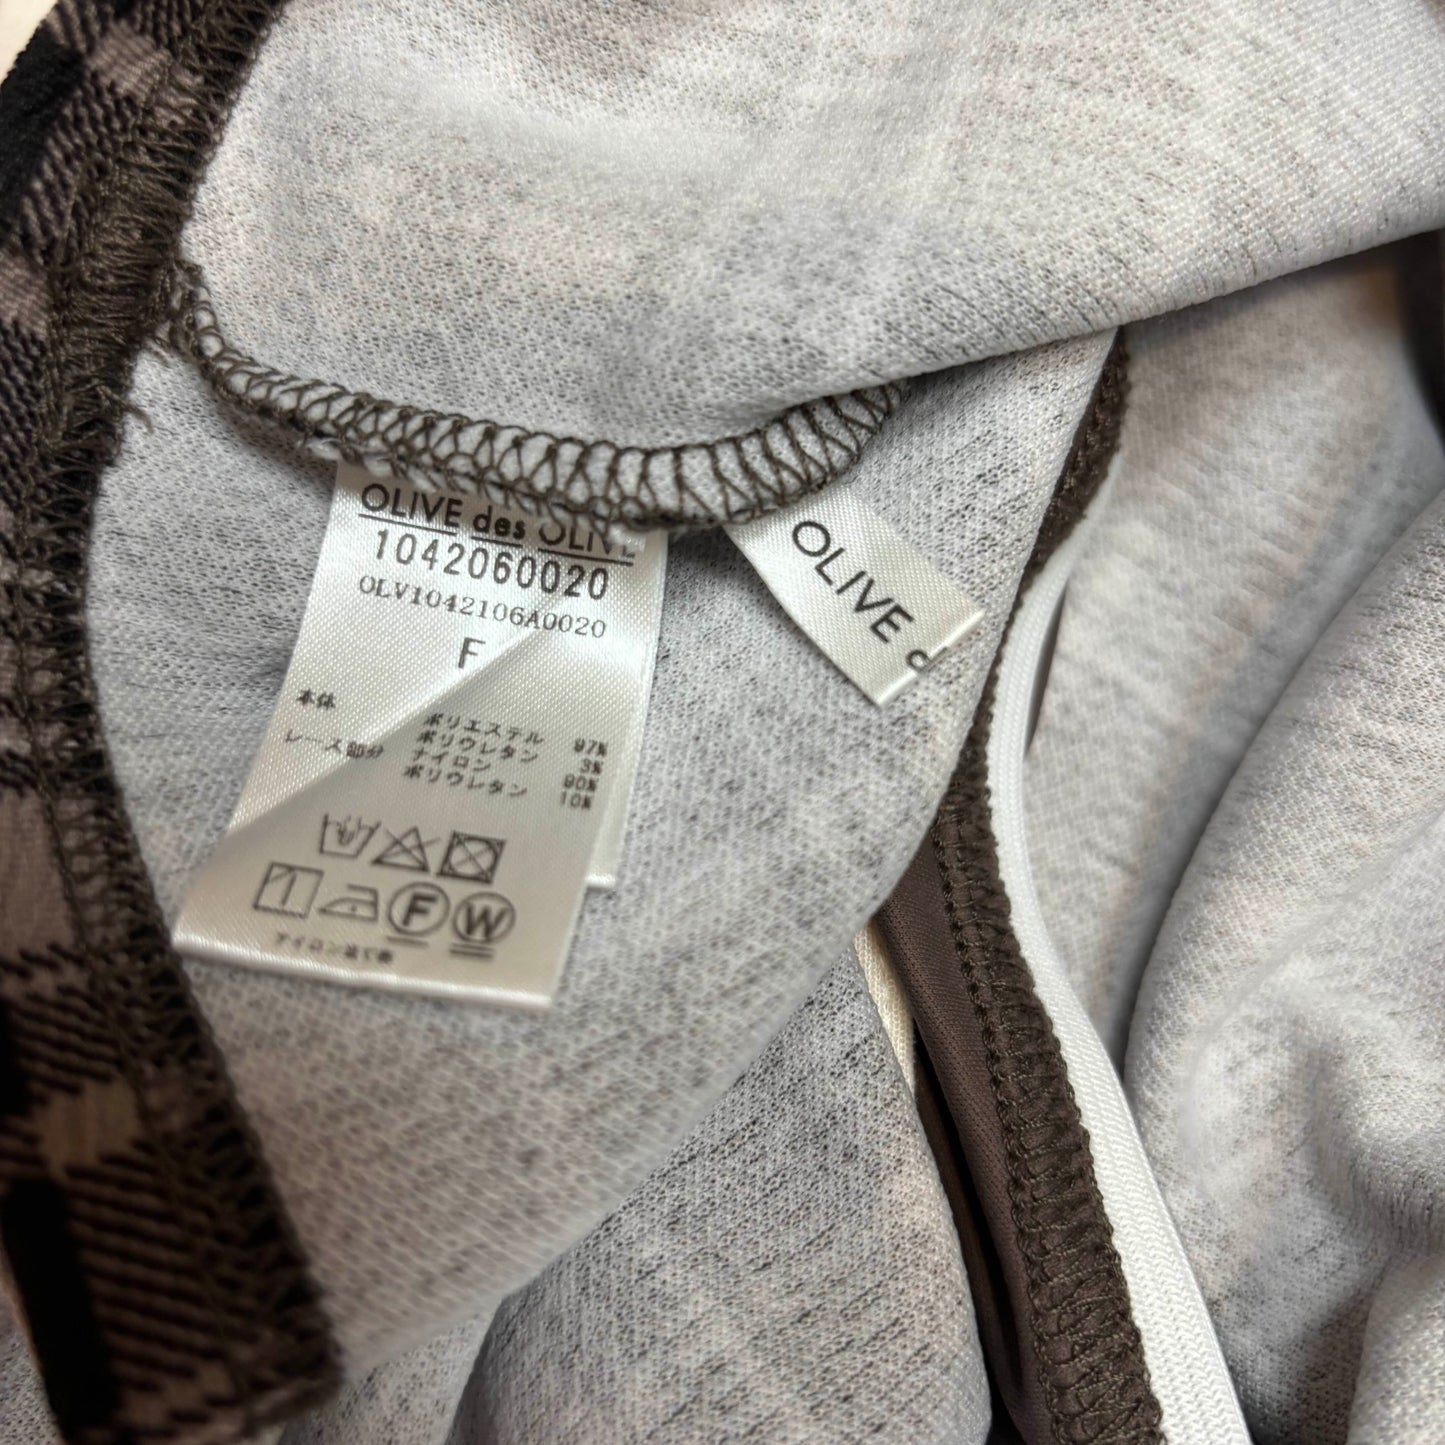 OLIVE des OLIVE
1042060020
OLV1042106A0020
F
本体 ポリエステル 97%
ポリウレタン 3%
レース部分 ナイロン 90%
ポリウレタン 10%
F W
アイロン当て布
OLIVE d